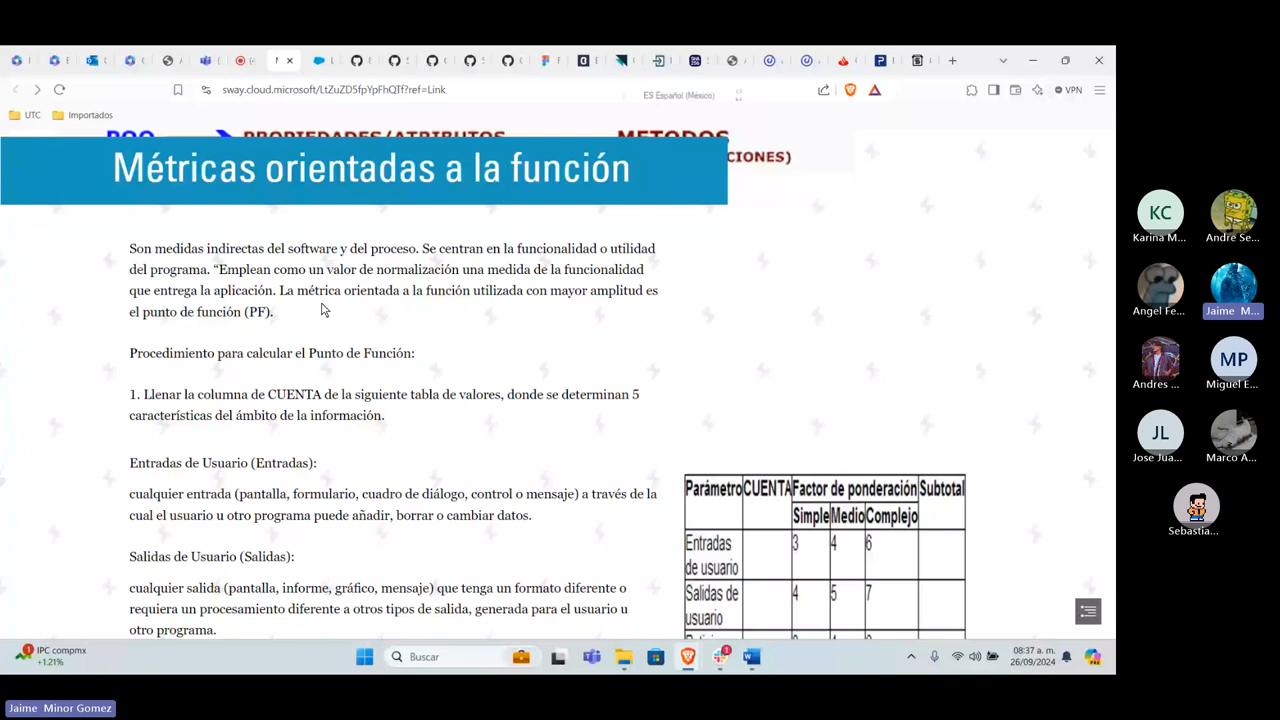 sway.cloud.microsoft/LtZuZD5fpYpFhQTf?ref=Link
ES Español (México)
VPN
UTC
Importados
POO
PROPIEDADES/ATRIBUTOS
METODOS
CIONES)
Métricas orientadas a la función
Son medidas indirectas del software y del proceso. Se centran en la funcionalidad o utilidad
del programa. “Emplean como un valor de normalización una medida de la funcionalidad
que entrega la aplicación. La métrica orientada a la función utilizada con mayor amplitud es
el punto de función (PF).
Procedimiento para calcular el Punto de Función:
1. Llenar la columna de CUENTA de la siguiente tabla de valores, donde se determinan 5
características del ámbito de la información.
Entradas de Usuario (Entradas):
cualquier entrada (pantalla, formulario, cuadro de diálogo, control o mensaje) a través de la
cual el usuario u otro programa puede añadir, borrar o cambiar datos.
Salidas de Usuario (Salidas):
cualquier salida (pantalla, informe, gráfico, mensaje) que tenga un formato diferente o
requiera un procesamiento diferente a otros tipos de salida, generada para el usuario u
otro programa.
Parámetro CUENTA Factor de ponderación Subtotal
Simple Medio Complejo
Entradas 3 4 6
de usuario
Salidas de 4 5 7
usuario
KC
Karina M...
Andre Se...
Angel Fe...
Jaime M...
Andres ...
MP
Miguel E...
JL
Jose Jua...
Marco A...
Sebastia...
IPC compmx
+1.21%
Buscar
08:37 a. m.
26/09/2024
Jaime Minor Gomez